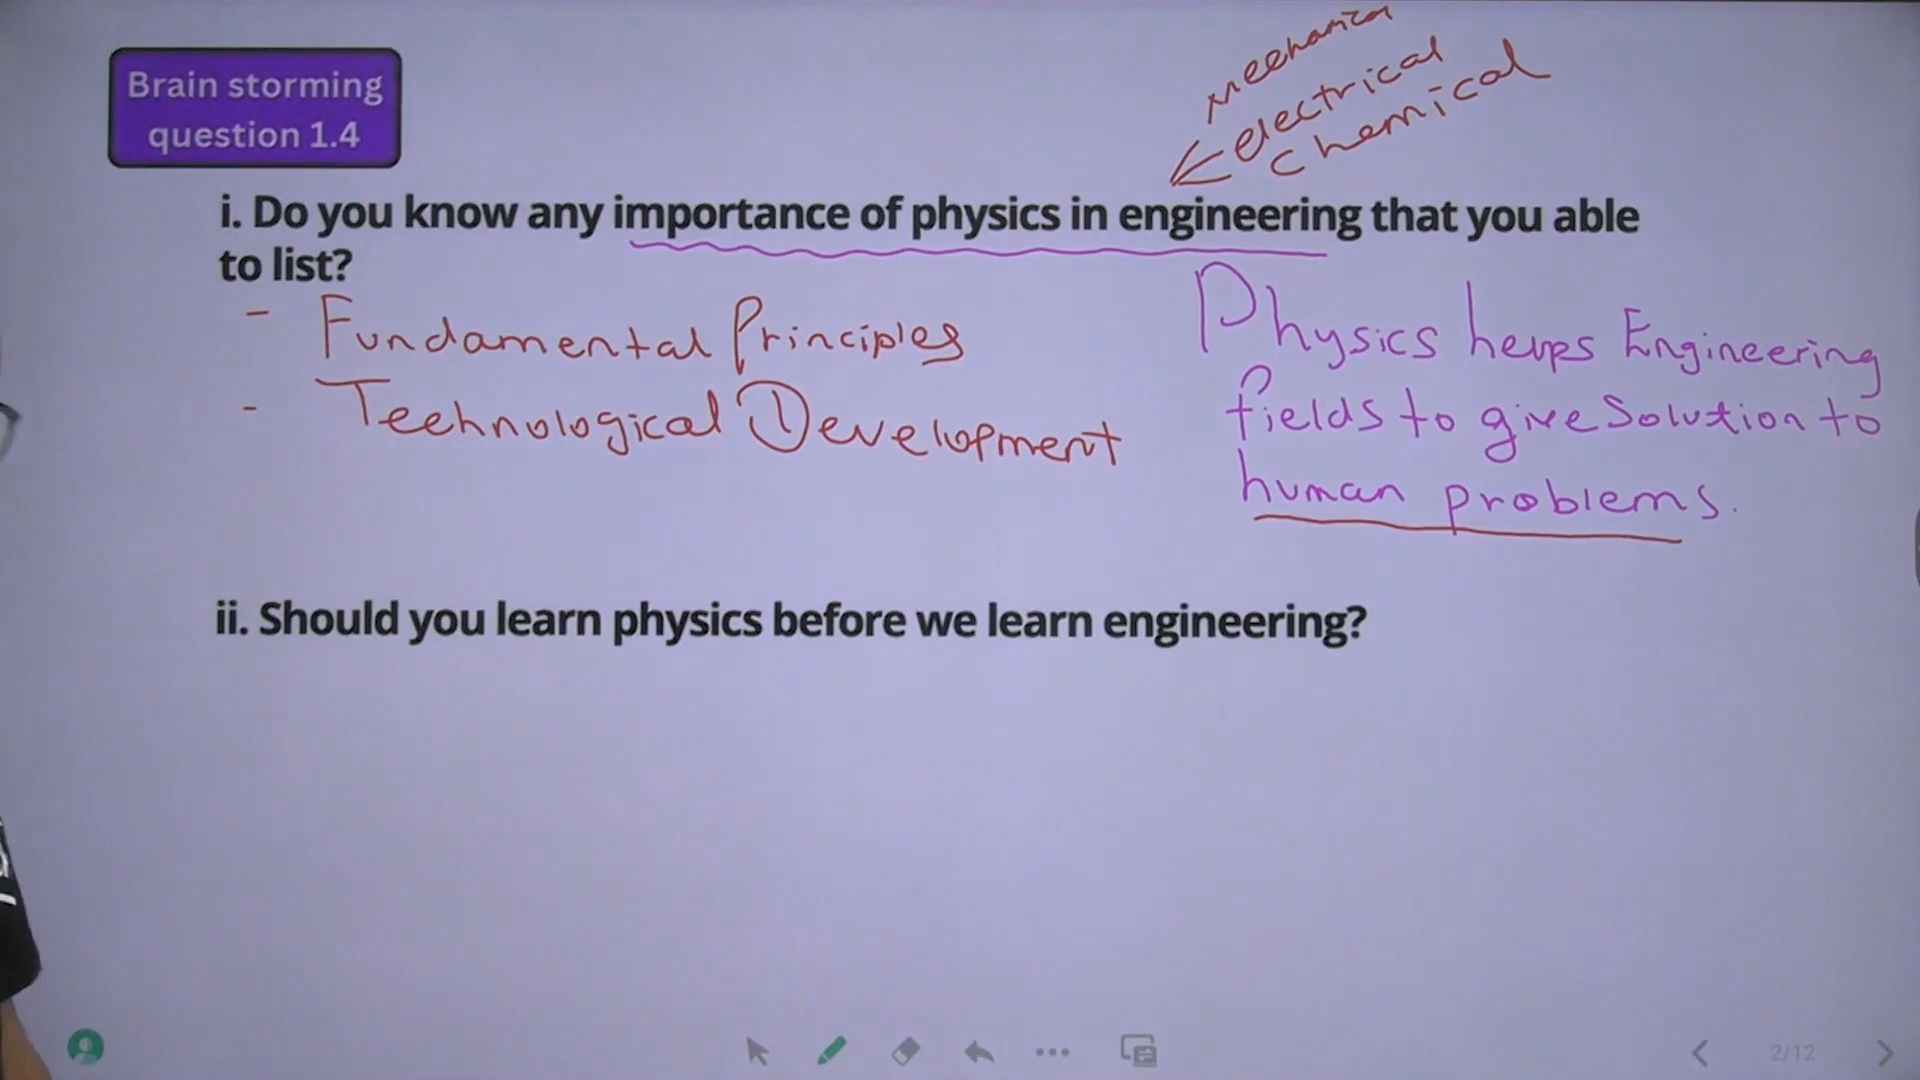 Mechanical
electrical
chemical
Brain storming
question 1.4
i. Do you know any importance of physics in engineering that you able
to list?
- Fundamental Principles
- Technological Development
Physics helps Engineering
fields to give Solution to
human problems.
ii. Should you learn physics before we learn engineering?
2/12